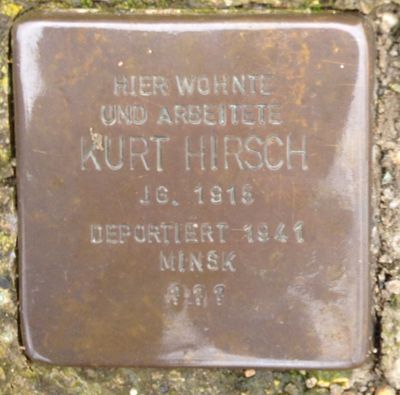 HIER WOHNTE
UND ARBEITETE
KURT HIRSCH
JG. 1918
DEPORTIERT 1941
MINSK
???